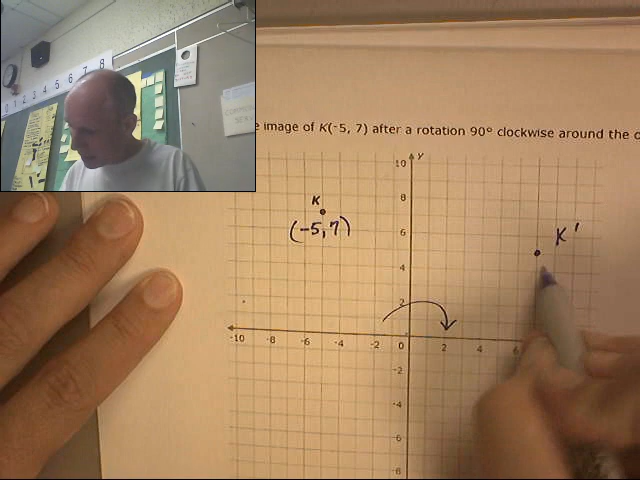 0 1 2 3 4 5 6 7 8
e image of K(-5, 7) after a rotation 90° clockwise around the o
10 y
8
K
(-5,7)
6
K'
4
2
-10 -8 -6 -4 -2 0 2 4 6
-2
-4
-6
-8